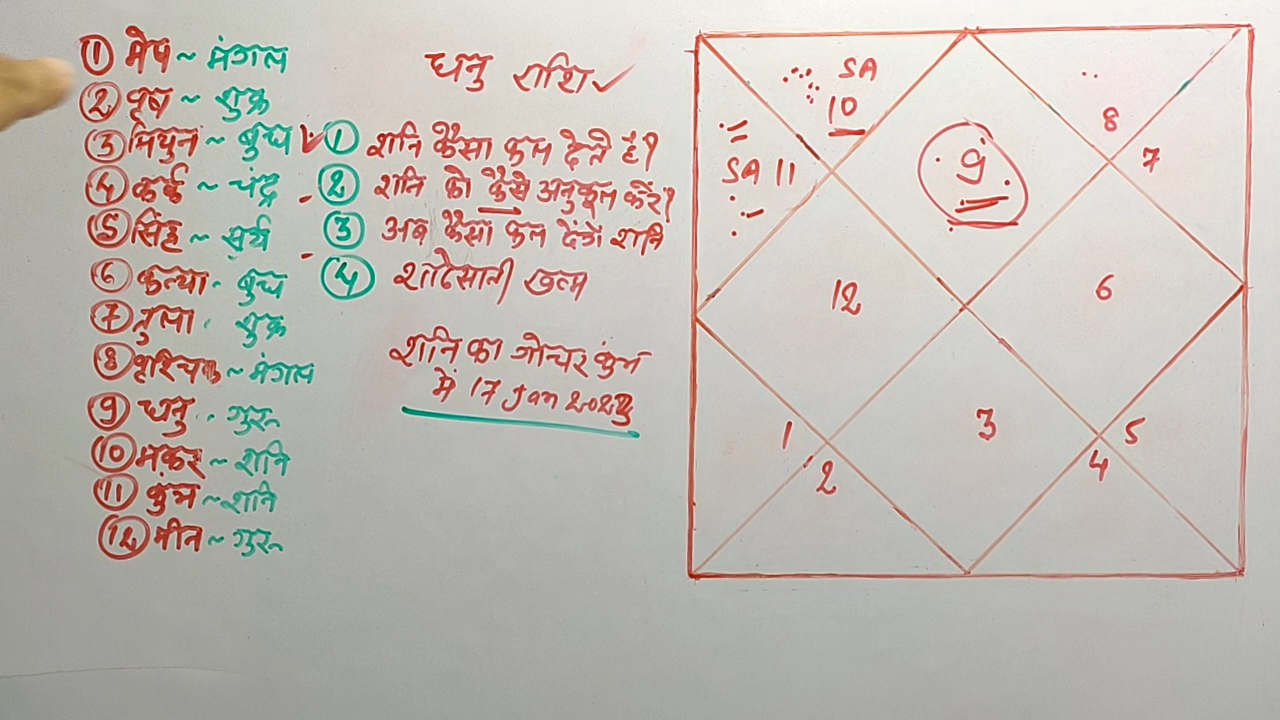 ① मेष ~ मंगल
② वृष ~ शुक्र
③ मिथुन ~ बुध
④ कर्क ~ चंद्र
⑤ सिंह ~ सूर्य
⑥ कन्या - बुध
⑦ तुला - शुक्र
⑧ वृश्चिक ~ मंगल
⑨ धनु - गुरु
⑩ मकर ~ शनि
⑪ कुंभ ~ शनि
⑫ मीन ~ गुरु
धनु राशि ✓
① शनि कैसा फल देते हैं?
② शनि को कैसे अनुकूल करें?
③ अब कैसा फल देंगे शनि
④ साढेसाती खत्म
शनि का गोचर कुंभ
में 17 Jan 2023
SA
10
8
9
7
SA 11
12
6
1
3
5
2
4